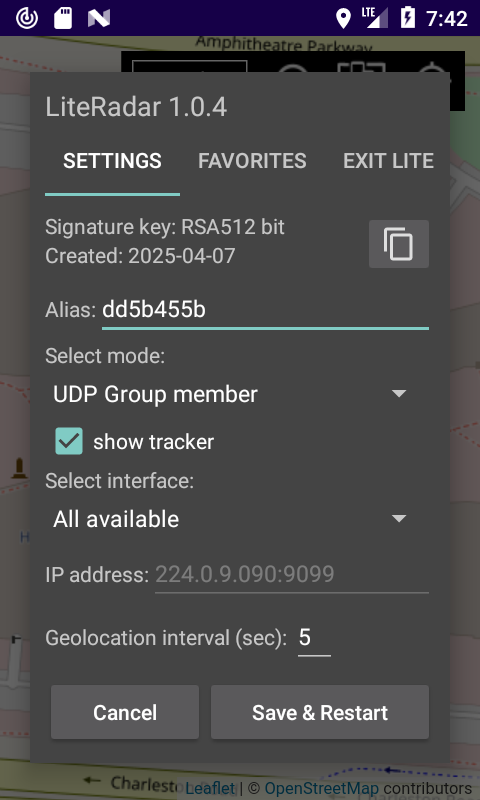 LTE 7:42
Amphitheatre Parkway
LiteRadar 1.0.4
SETTINGS FAVORITES EXIT LITE
Signature key: RSA512 bit
Created: 2025-04-07
Alias: dd5b455b
Select mode:
UDP Group member
show tracker
Select interface:
All available
H
IP address: 224.0.9.090:9099
Geolocation interval (sec): 5
Cancel Save & Restart
Charleston
Leaflet | © OpenStreetMap contributors